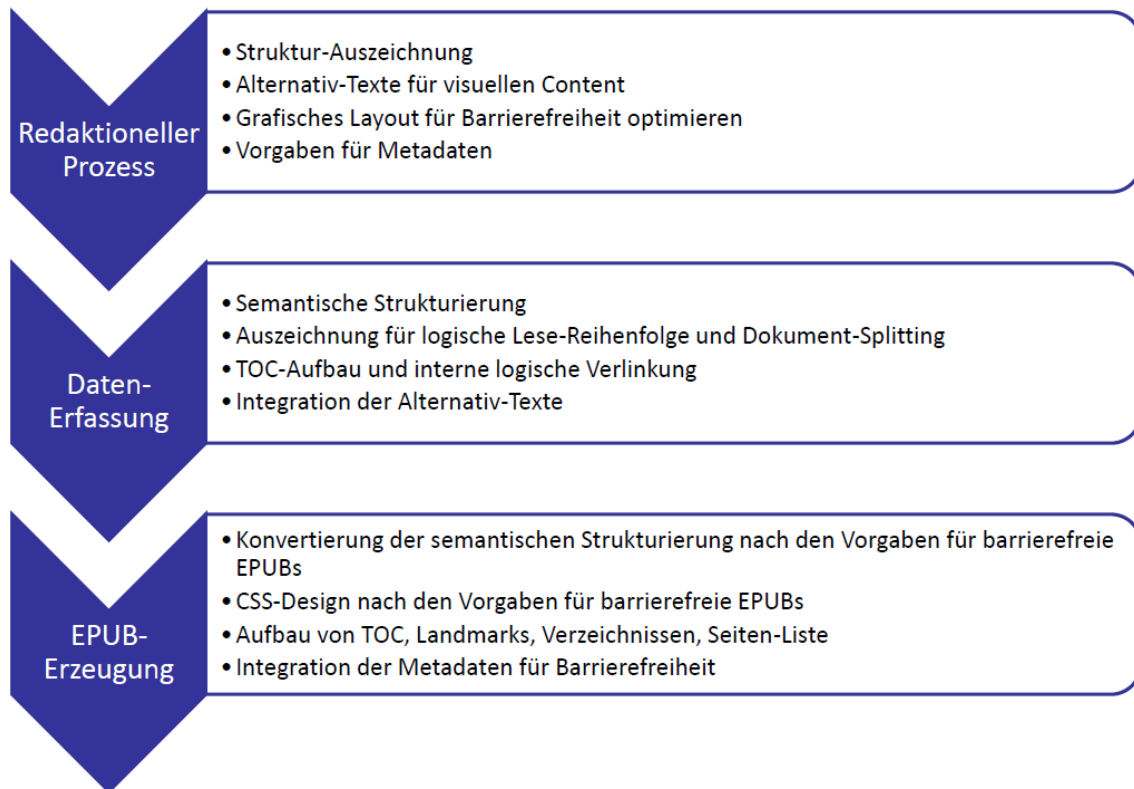 Redaktioneller
Prozess
• Struktur-Auszeichnung
• Alternativ-Texte für visuellen Content
• Grafisches Layout für Barrierefreiheit optimieren
• Vorgaben für Metadaten
Daten-
Erfassung
• Semantische Strukturierung
• Auszeichnung für logische Lese-Reihenfolge und Dokument-Splitting
• TOC-Aufbau und interne logische Verlinkung
• Integration der Alternativ-Texte
EPUB-
Erzeugung
• Konvertierung der semantischen Strukturierung nach den Vorgaben für barrierefreie
EPUBs
• CSS-Design nach den Vorgaben für barrierefreie EPUBs
• Aufbau von TOC, Landmarks, Verzeichnissen, Seiten-Liste
• Integration der Metadaten für Barrierefreiheit